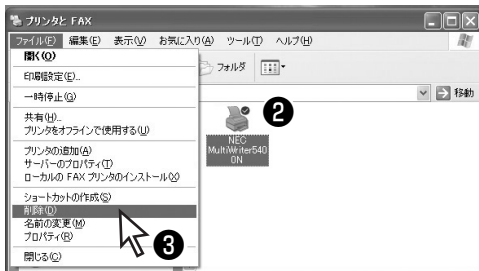 プリンタと FAX
ファイル(F) 編集(E) 表示(V) お気に入り(A) ツール(T) ヘルプ(H)
開く(O)
フォルダ
印刷設定(E)...
一時停止(G)
移動
共有(H)...
プリンタをオフラインで使用する(U)
❷
プリンタの追加(A)
サーバーのプロパティ(T)
ローカルの FAX プリンタのインストール(X)
NEC
MultiWriter540
0N
ショートカットの作成(S)
削除(D)
名前の変更(M)
プロパティ(R)
❸
閉じる(C)